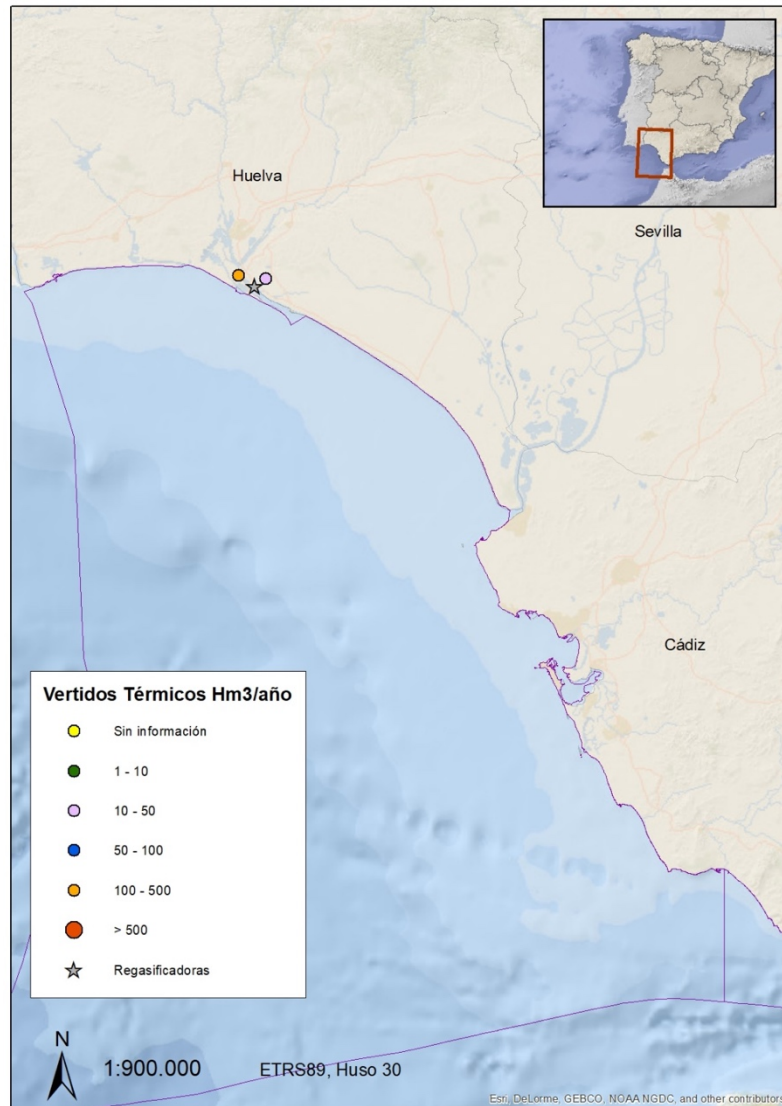 Huelva
Sevilla
Cádiz
Vertidos Térmicos Hm3/año
Sin información
1 - 10
10 - 50
50 - 100
100 - 500
> 500
Regasificadoras
N
1:900.000
ETRS89, Huso 30
Esri, DeLorme, GEBCO, NOAA NGDC, and other contributors